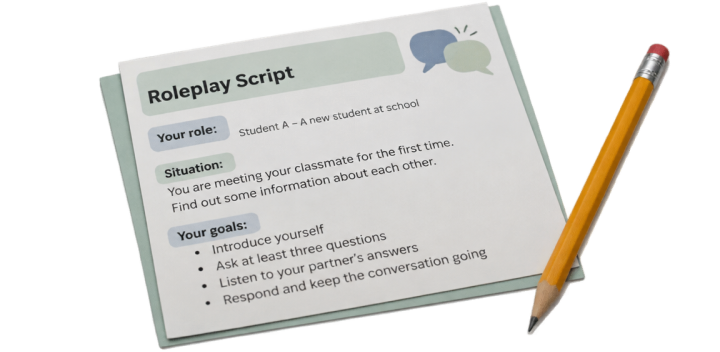 Roleplay Script
Your role: Student A – A new student at school
Situation:
You are meeting your classmate for the first time.
Find out some information about each other.
Your goals:
• Introduce yourself
• Ask at least three questions
• Listen to your partner's answers
• Respond and keep the conversation going